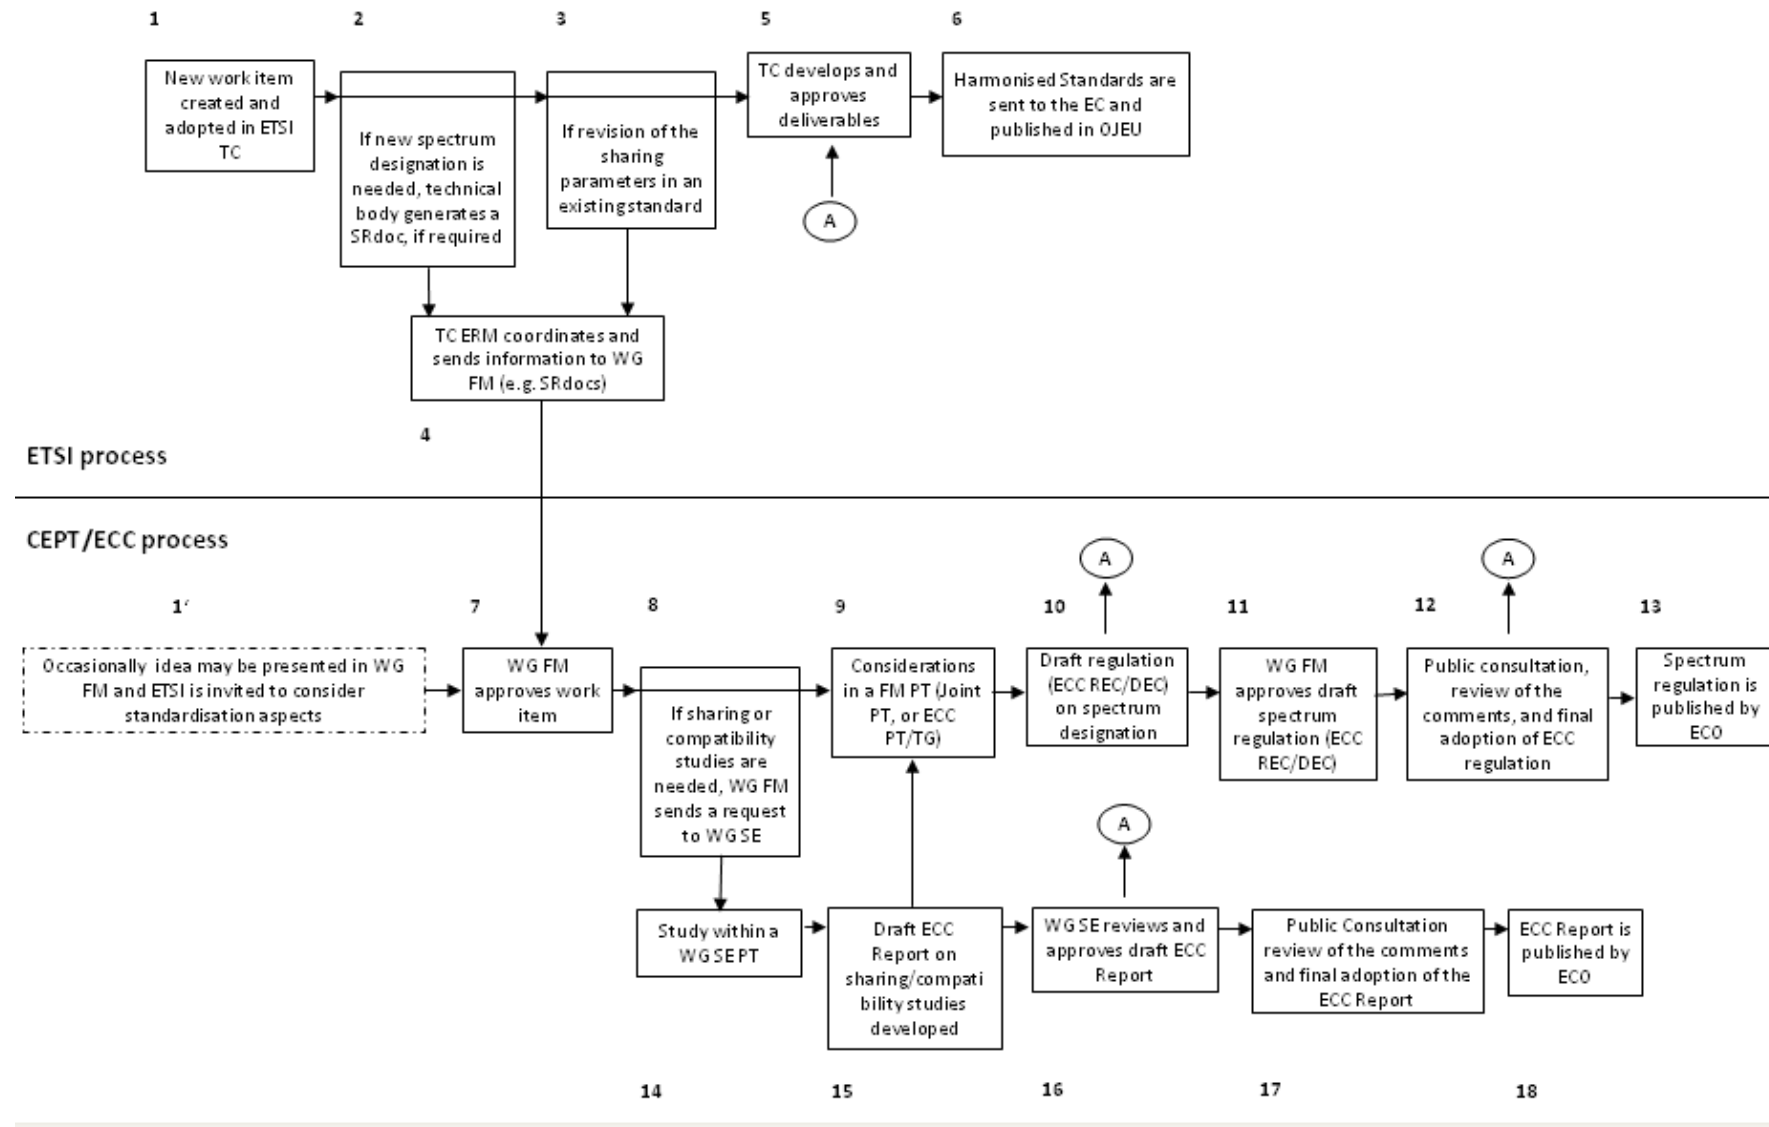 1
2
3
5
6
New work item
created and
adopted in ETSI
TC
If new spectrum
designation is
needed, technical
body generates a
SRdoc, if required
If revision of the
the sharing
parameters in an
existing standard
TC develops and
approves
deliverables
Harmonised Standards are
sent to the EC and
published in OJEU
A
TC ERM coordinates and
sends information to WG
FM (e.g. SRdocs)
4
ETSI process
CEPT/ECC process
A
A
1'
7
8
9
10
11
12
13
Occasionally idea may be presented in WG
FM and ETSI is invited to consider
standardisation aspects
WG FM
approves work
item
If sharing or
compatibility
studies are
needed, WG FM
sends a request
to WG SE
Considerations
in a FM PT (Joint
PT, or ECC
PT/TG)
Draft regulation
(ECC REC/DEC)
on spectrum
designation
WG FM
approves draft
spectrum
regulation (ECC
REC/DEC)
Public consultation,
review of the
comments, and final
adoption of ECC
regulation
Spectrum
regulation is
published by
ECO
A
Study within a
WG SE PT
Draft ECC
Report on
sharing/compati
bility studies
developed
WG SE reviews and
approves draft ECC
Report
Public Consultation
review of the comments
and final adoption of the
ECC Report
ECC Report is
published by
ECO
14
15
16
17
18